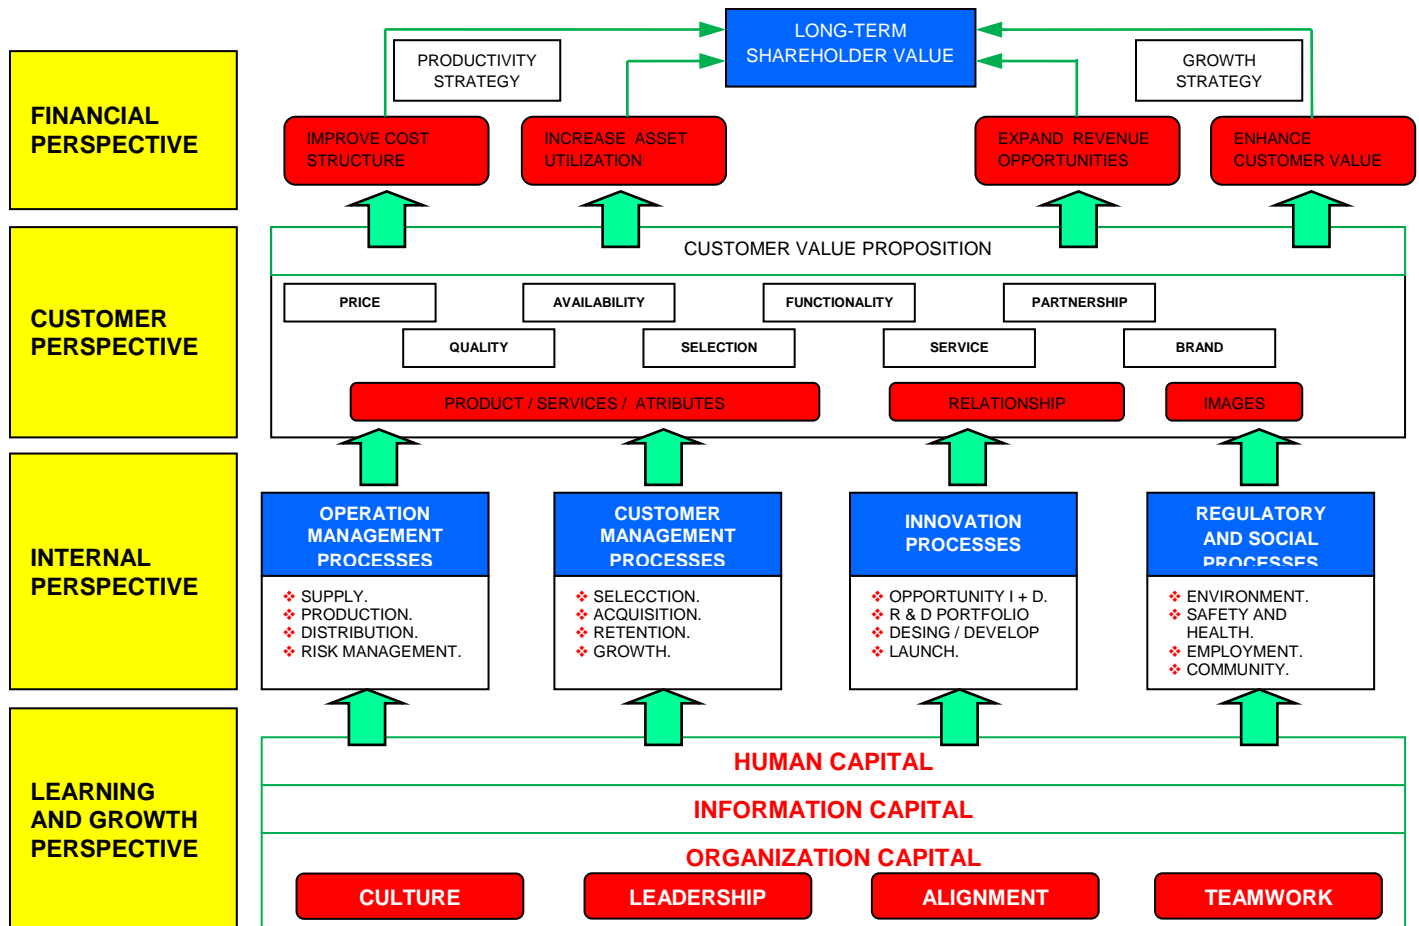 LONG-TERM
SHAREHOLDER VALUE
PRODUCTIVITY
STRATEGY
GROWTH
STRATEGY
FINANCIAL
PERSPECTIVE
IMPROVE COST
STRUCTURE
INCREASE ASSET
UTILIZATION
EXPAND REVENUE
OPPORTUNITIES
ENHANCE
CUSTOMER VALUE
CUSTOMER
PERSPECTIVE
CUSTOMER VALUE PROPOSITION
PRICE
AVAILABILITY
FUNCTIONALITY
PARTNERSHIP
QUALITY
SELECTION
SERVICE
BRAND
PRODUCT / SERVICES / ATRIBUTES
RELATIONSHIP
IMAGES
INTERNAL
PERSPECTIVE
OPERATION
MANAGEMENT
PROCESSES
❖ SUPPLY.
❖ PRODUCTION.
❖ DISTRIBUTION.
❖ RISK MANAGEMENT.
CUSTOMER
MANAGEMENT
PROCESSES
❖ SELECCTION.
❖ ACQUISITION.
❖ RETENTION.
❖ GROWTH.
INNOVATION
PROCESSES
❖ OPPORTUNITY I + D.
❖ R & D PORTFOLIO
❖ DESING / DEVELOP
❖ LAUNCH.
REGULATORY
AND SOCIAL
PROCESSES
❖ ENVIRONMENT.
❖ SAFETY AND
HEALTH.
❖ EMPLOYMENT.
❖ COMMUNITY.
LEARNING
AND GROWTH
PERSPECTIVE
HUMAN CAPITAL
INFORMATION CAPITAL
ORGANIZATION CAPITAL
CULTURE
LEADERSHIP
ALIGNMENT
TEAMWORK